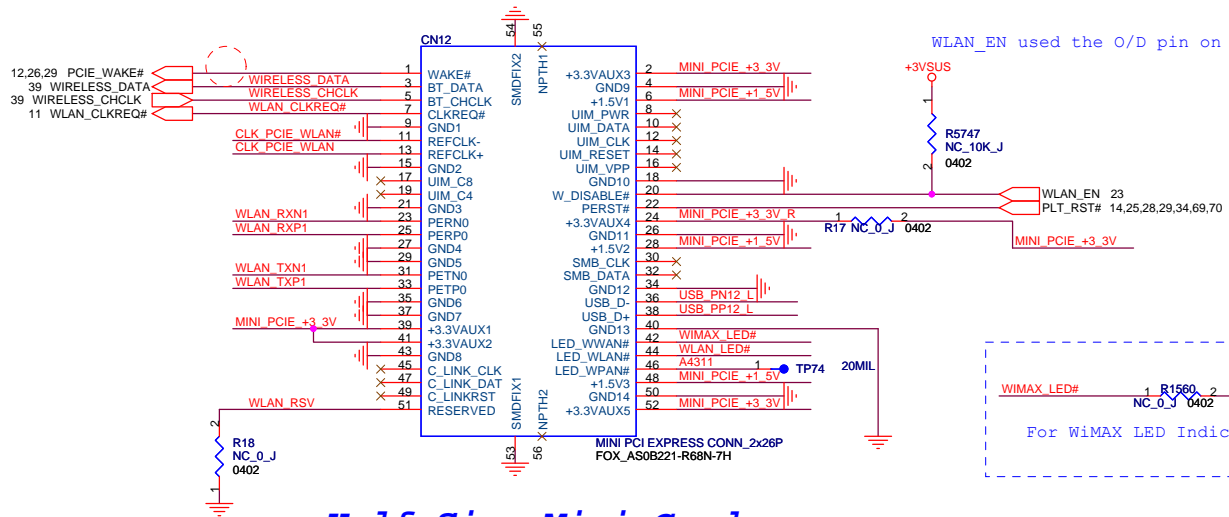 WLAN_EN used the O/D pin on
+3VSUS
1
R5747
NC_10K_J
0402
2
54
55
CN12
SMDFIX2
NPTH1
12,26,29 PCIE_WAKE#
39 WIRELESS_DATA
39 WIRELESS_CHCLK
11 WLAN_CLKREQ#
WIRELESS_DATA
WIRELESS_CHCLK
WLAN_CLKREQ#
CLK_PCIE_WLAN#
CLK_PCIE_WLAN
WLAN_RXN1
WLAN_RXP1
WLAN_TXN1
WLAN_TXP1
MINI_PCIE_+3_3V
WLAN_RSV
1 WAKE#
3 BT_DATA
5 BT_CHCLK
7 CLKREQ#
9 GND1
11 REFCLK-
13 REFCLK+
15 GND2
17 UIM_C8
19 UIM_C4
21 GND3
23 PERN0
25 PERP0
27 GND4
29 GND5
31 PETN0
33 PETP0
35 GND6
37 GND7
39 +3.3VAUX1
41 +3.3VAUX2
43 GND8
45 C_LINK_CLK
47 C_LINK_DAT
49 C_LINKRST
51 RESERVED
+3.3VAUX3 2 MINI_PCIE_+3_3V
GND9 4
+1.5V1 6 MINI_PCIE_+1_5V
UIM_PWR 8
UIM_DATA 10
UIM_CLK 12
UIM_RESET 14
UIM_VPP 16
GND10 18
W_DISABLE# 20
PERST# 22
+3.3VAUX4 24 MINI_PCIE_+3_3V_R
GND11 26
+1.5V2 28 MINI_PCIE_+1_5V
SMB_CLK 30
SMB_DATA 32
GND12 34
USB_D- 36 USB_PN12_L
USB_D+ 38 USB_PP12_L
GND13 40
LED_WWAN# 42 WIMAX_LED#
LED_WLAN# 44 WLAN_LED#
LED_WPAN# 46 A4311 1 TP74
+1.5V3 48 MINI_PCIE_+1_5V
GND14 50
+3.3VAUX5 52 MINI_PCIE_+3_3V
WLAN_EN 23
PLT_RST# 14,25,28,29,34,69,70
1 2
R17 NC_0_J 0402
MINI_PCIE_+3_3V
20MIL
SMDFIX1
NPTH2
53
56
MINI PCI EXPRESS CONN_2x26P
FOX_AS0B221-R68N-7H
2
R18
NC_0_J
0402
1
WIMAX_LED#
1 R1560 2
NC_0_J 0402
For WiMAX LED Indic